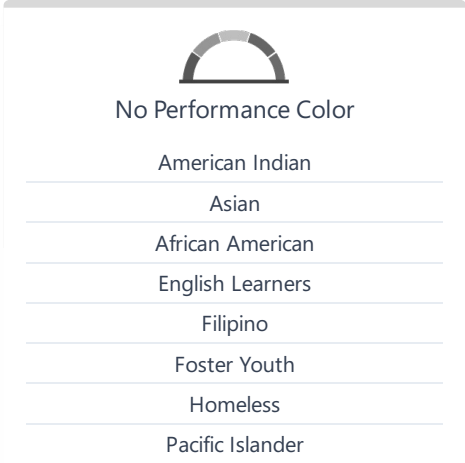 No Performance Color
American Indian
Asian
African American
English Learners
Filipino
Foster Youth
Homeless
Pacific Islander